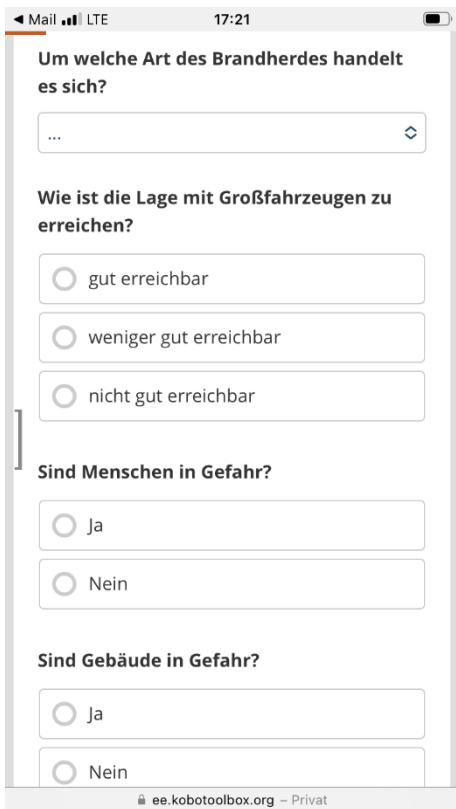 Mail LTE 17:21
Um welche Art des Brandherdes handelt
es sich?
...
Wie ist die Lage mit Großfahrzeugen zu
erreichen?
gut erreichbar
weniger gut erreichbar
nicht gut erreichbar
Sind Menschen in Gefahr?
Ja
Nein
Sind Gebäude in Gefahr?
Ja
Nein
ee.kobotoolbox.org – Privat